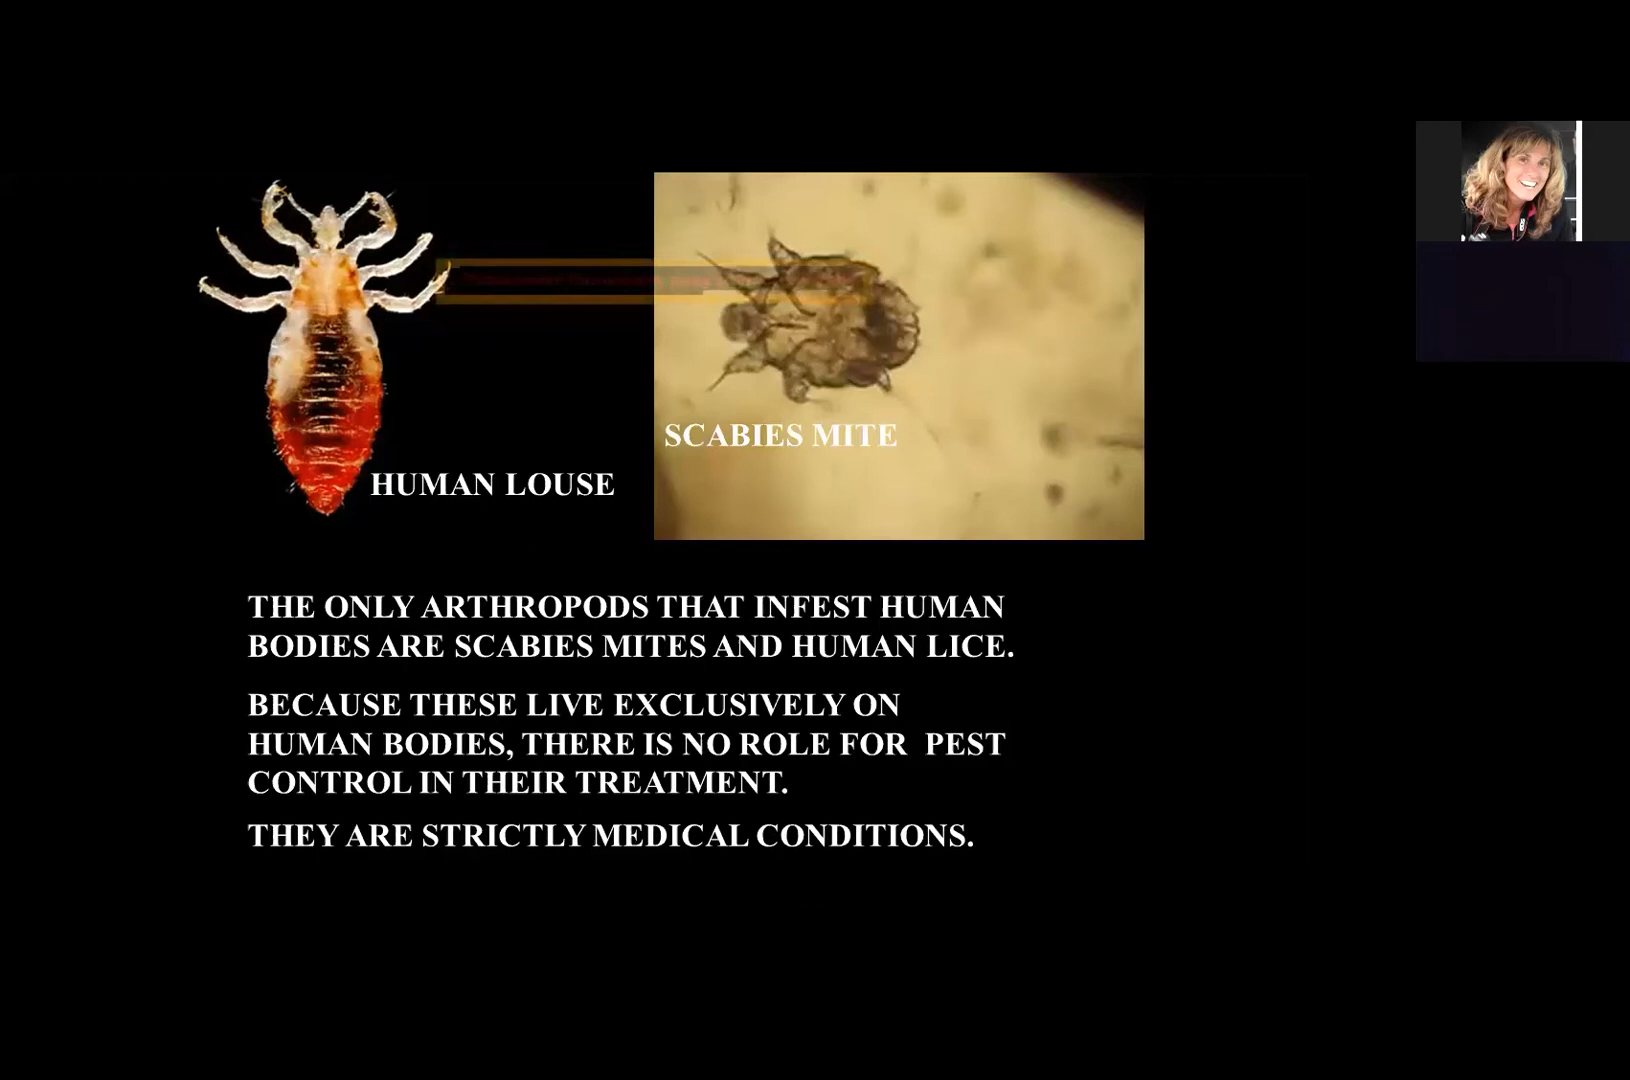 SCABIES MITE
HUMAN LOUSE
THE ONLY ARTHROPODS THAT INFEST HUMAN
BODIES ARE SCABIES MITES AND HUMAN LICE.
BECAUSE THESE LIVE EXCLUSIVELY ON
HUMAN BODIES, THERE IS NO ROLE FOR PEST
CONTROL IN THEIR TREATMENT.
THEY ARE STRICTLY MEDICAL CONDITIONS.